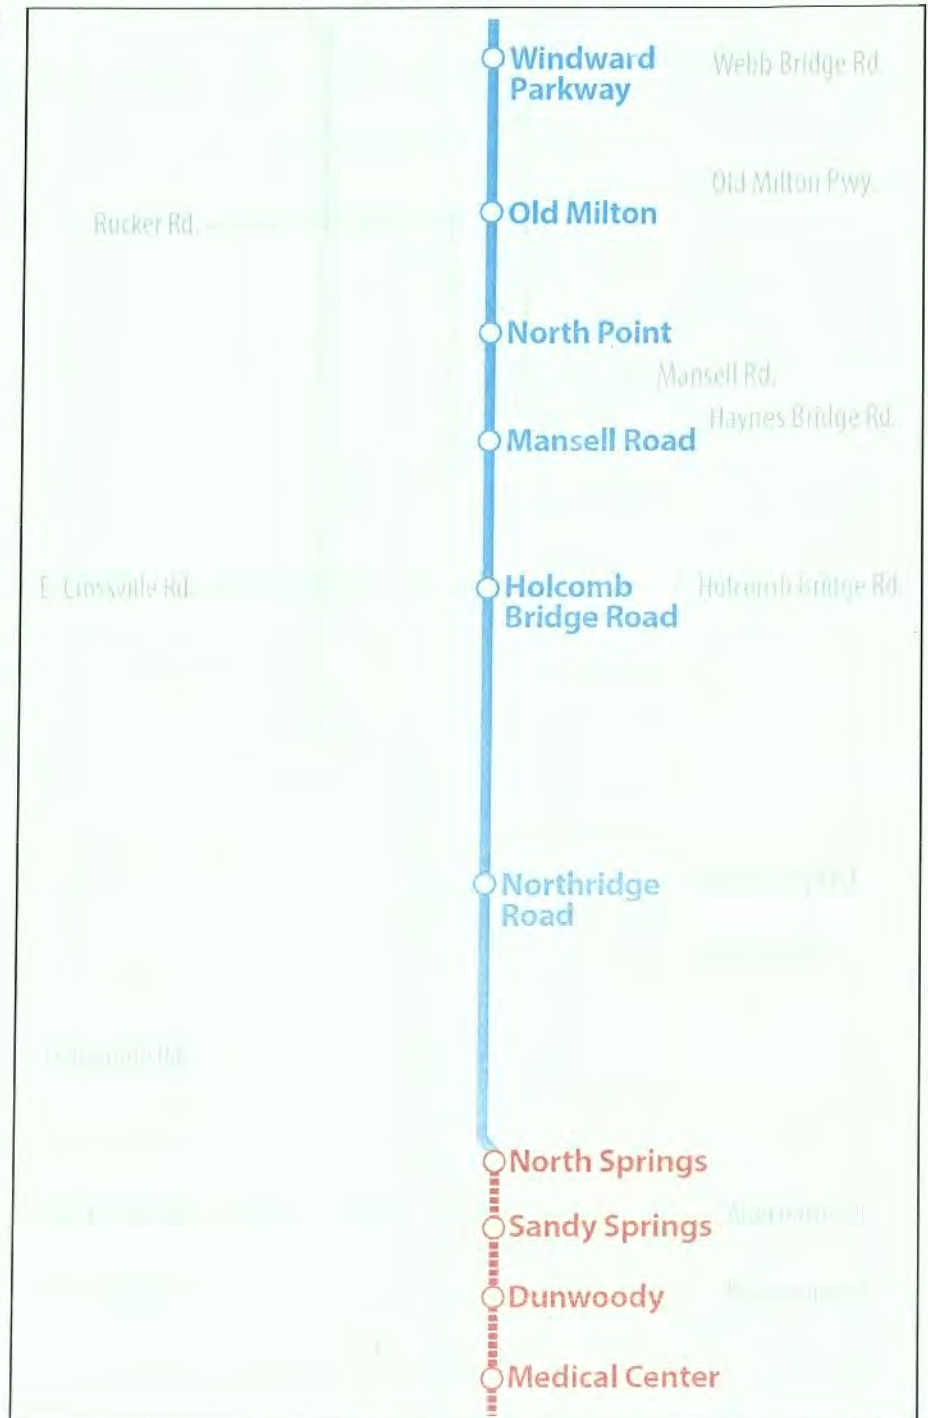 Windward
Parkway
Webb Bridge Rd.
Old Milton Pwy.
Old Milton
Rucker Rd.
North Point
Mansell Rd.
Haynes Bridge Rd.
Mansell Road
E Crossville Rd.
Holcomb
Bridge Road
Holcomb Bridge Rd.
Northridge
Road
North Springs
Sandy Springs
Dunwoody
Medical Center